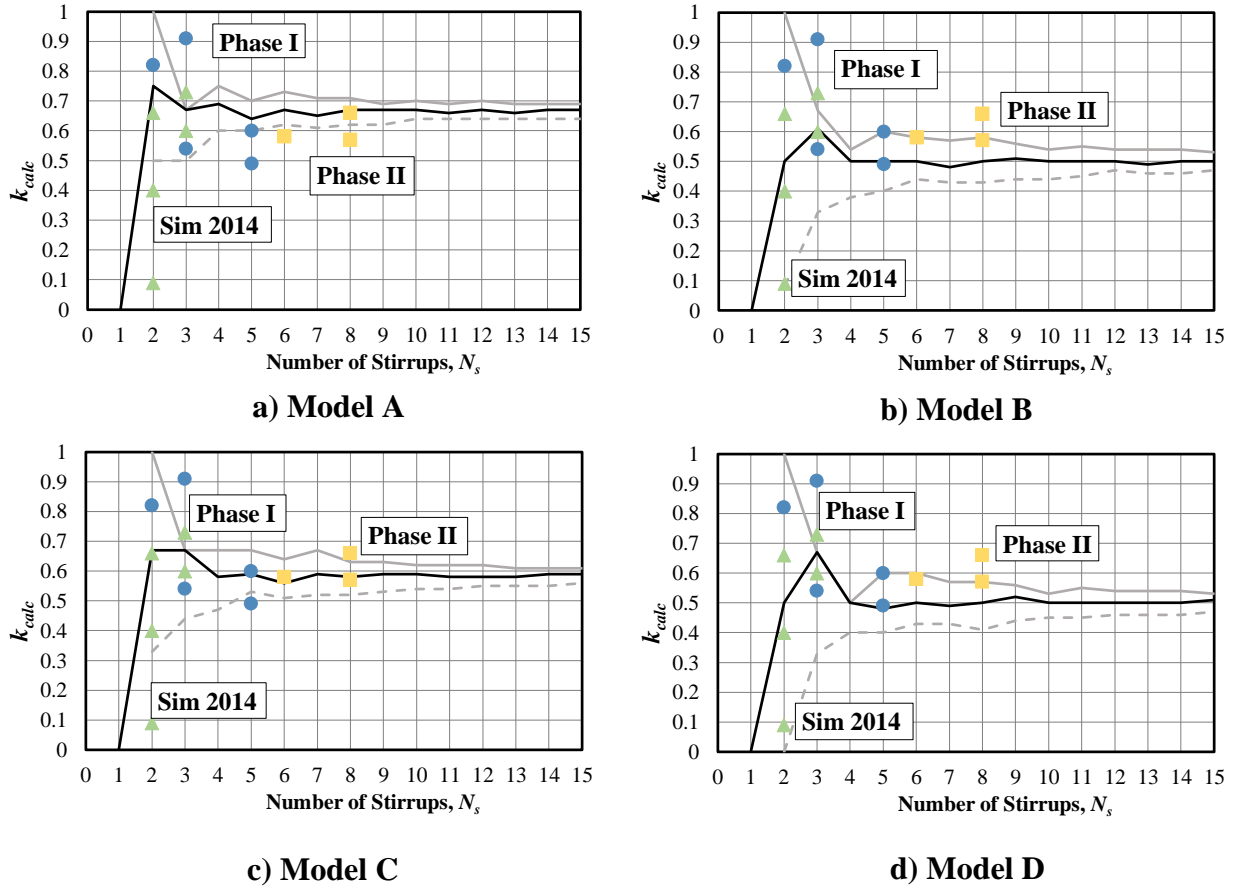 1
0.9
0.8
0.7
0.6
0.5
0.4
0.3
0.2
0.1
0
k_calc
Phase I
Phase II
Sim 2014
0 1 2 3 4 5 6 7 8 9 10 11 12 13 14 15
Number of Stirrups, N_s
a) Model A
1
0.9
0.8
0.7
0.6
0.5
0.4
0.3
0.2
0.1
0
k_calc
Phase I
Phase II
Sim 2014
0 1 2 3 4 5 6 7 8 9 10 11 12 13 14 15
Number of Stirrups, N_s
b) Model B
1
0.9
0.8
0.7
0.6
0.5
0.4
0.3
0.2
0.1
0
k_calc
Phase I
Phase II
Sim 2014
0 1 2 3 4 5 6 7 8 9 10 11 12 13 14 15
Number of Stirrups, N_s
c) Model C
1
0.9
0.8
0.7
0.6
0.5
0.4
0.3
0.2
0.1
0
k_calc
Phase I
Phase II
Sim 2014
0 1 2 3 4 5 6 7 8 9 10 11 12 13 14 15
Number of Stirrups, N_s
d) Model D